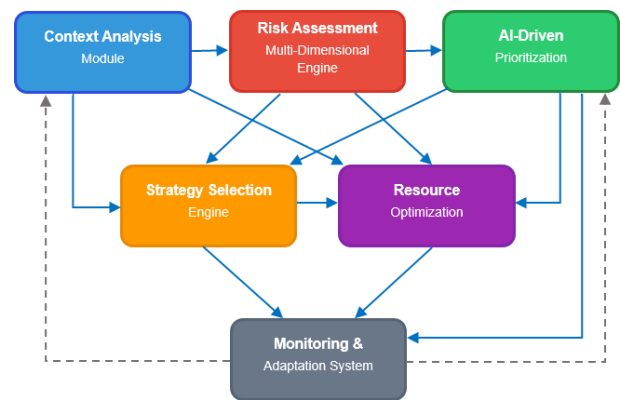 Context Analysis
Module
Risk Assessment
Multi-Dimensional
Engine
AI-Driven
Prioritization
Strategy Selection
Engine
Resource
Optimization
Monitoring &
Adaptation System